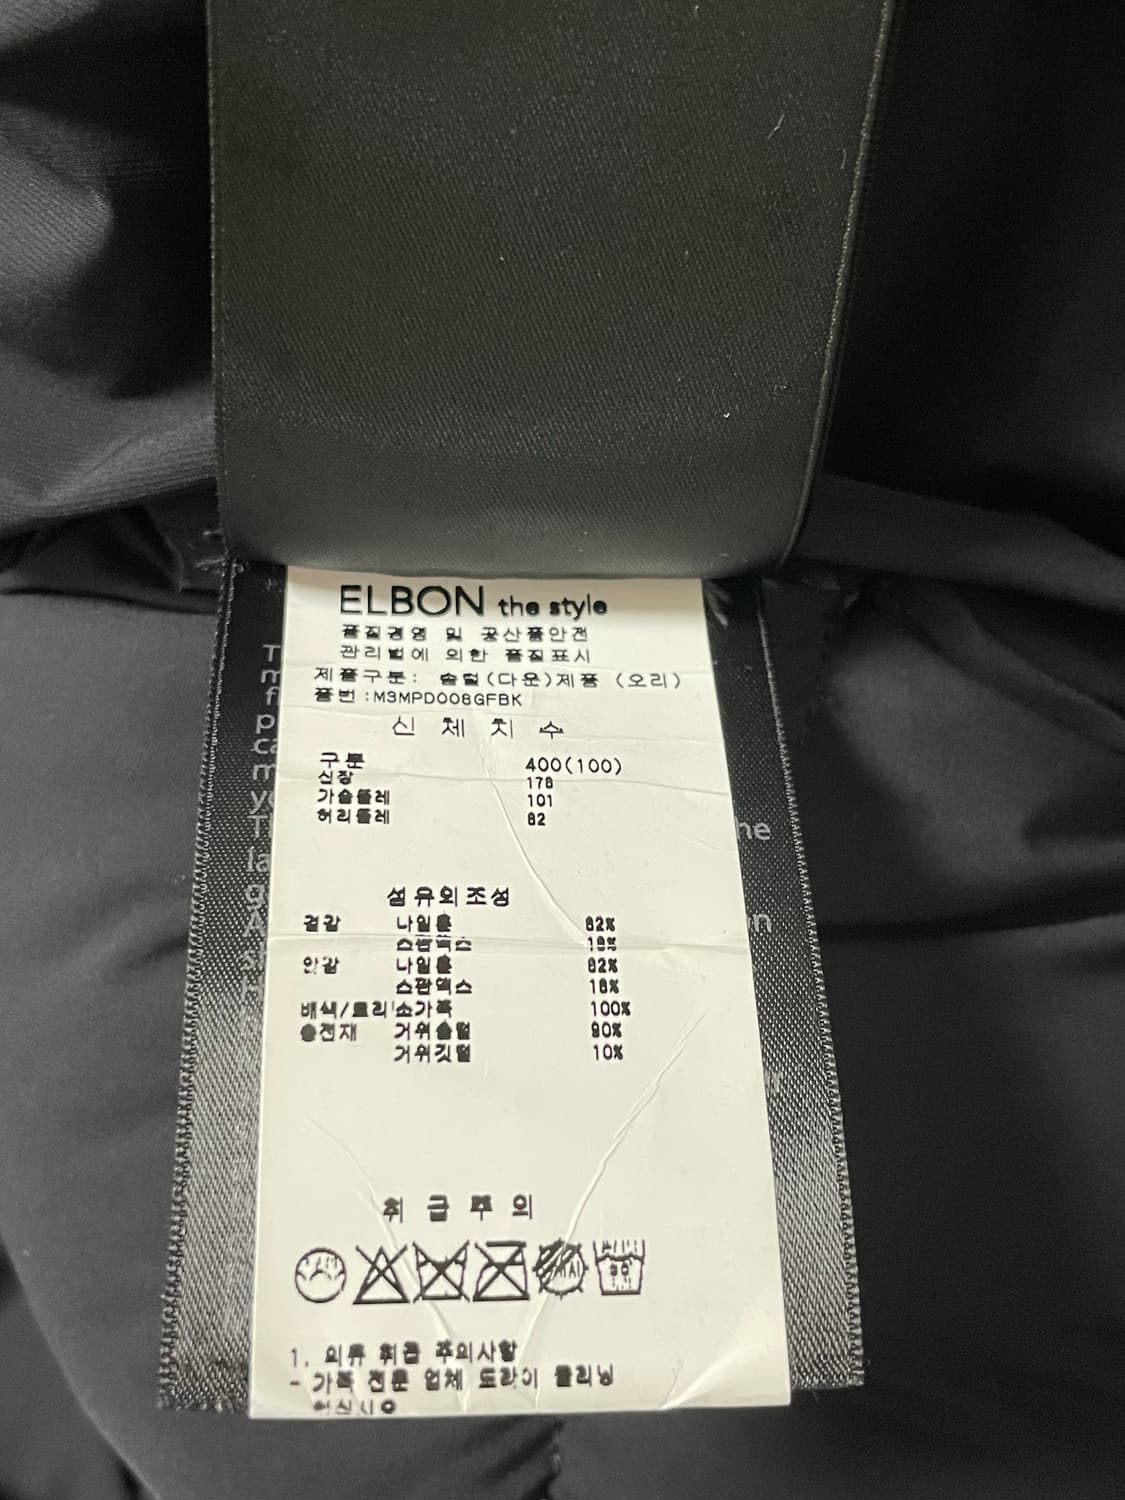 ELBON the style
품질경영 및 공산품안전
관리법에 의한 품질표시
제품구분: 솜털(다운)제품 (오리)
품번:M3MPD008GFBK
신 체 치 수
구분 400(100)
신장 178
가슴둘레 101
허리둘레 82
섬유의조성
겉감 나일론 82%
스판덱스 18%
안감 나일론 82%
스판덱스 18%
배색/트리 소가죽 100%
충전재 거위솜털 90%
거위깃털 10%
취 급 주 의
1. 의류 취급 주의사항
- 가죽 전문 업체 드라이 클리닝
하십시오